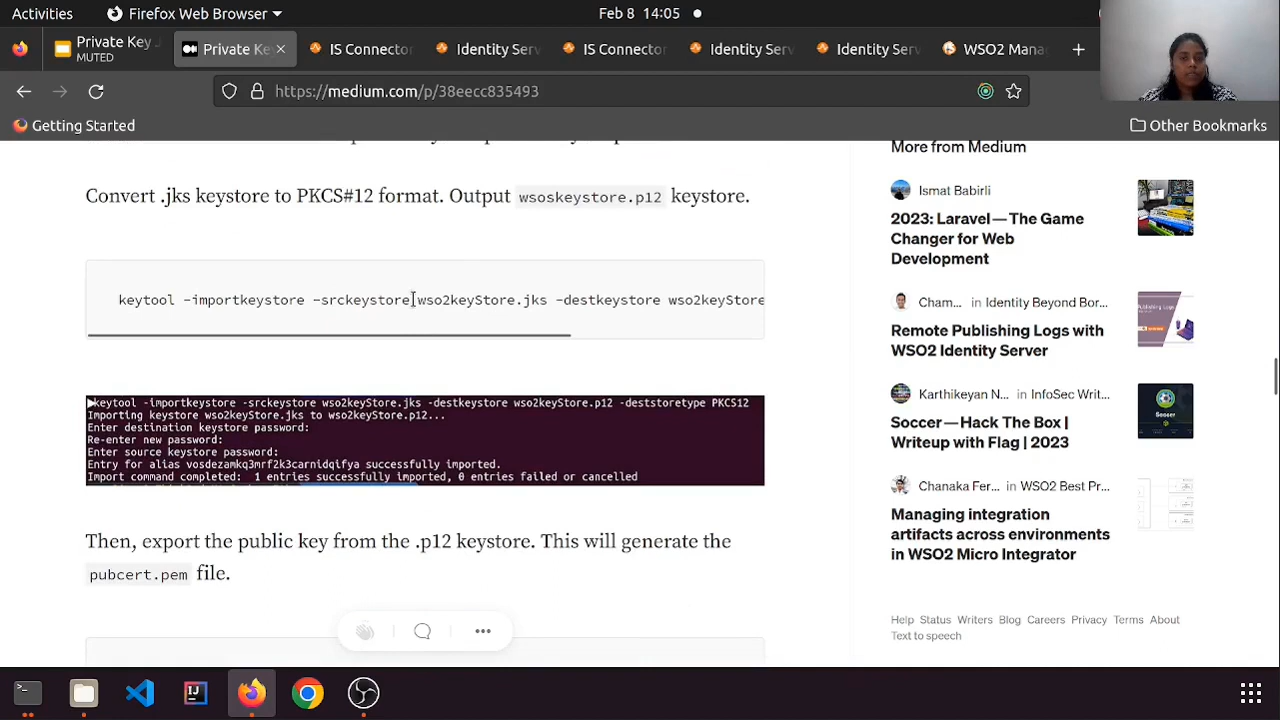 Activities
Firefox Web Browser
Feb 8 14:05
Private Key
MUTED
Private Ke
IS Connector
Identity Serv
IS Connector
Identity Serv
Identity Serv
WSO2 Mana
https://medium.com/p/38eecc835493
Getting Started
Other Bookmarks
Convert .jks keystore to PKCS#12 format. Output wsoskeystore.p12 keystore.
keytool -importkeystore -srckeystore wso2keyStore.jks -destkeystore wso2keyStore
keytool -importkeystore -srckeystore wso2keyStore.jks -destkeystore wso2keyStore.p12 -deststoretype PKCS12
Importing keystore wso2keyStore.jks to wso2keyStore.p12...
Enter destination keystore password:
Re-enter new password:
Enter source keystore password:
Entry for alias vosdezamkq3mrf2k3carnidqifya successfully imported.
Import command completed: 1 entries successfully imported, 0 entries failed or cancelled
Then, export the public key from the .p12 keystore. This will generate the
pubcert.pem file.
More from Medium
Ismat Babirli
2023: Laravel — The Game
Changer for Web
Development
Cham... in Identity Beyond Bor...
Remote Publishing Logs with
WSO2 Identity Server
Karthikeyan N... in InfoSec Writ...
Soccer — Hack The Box |
Writeup with Flag | 2023
Soccer
Chanaka Fer... in WSO2 Best Pr...
Managing integration
artifacts across environments
in WSO2 Micro Integrator
Help Status Writers Blog Careers Privacy Terms About
Text to speech